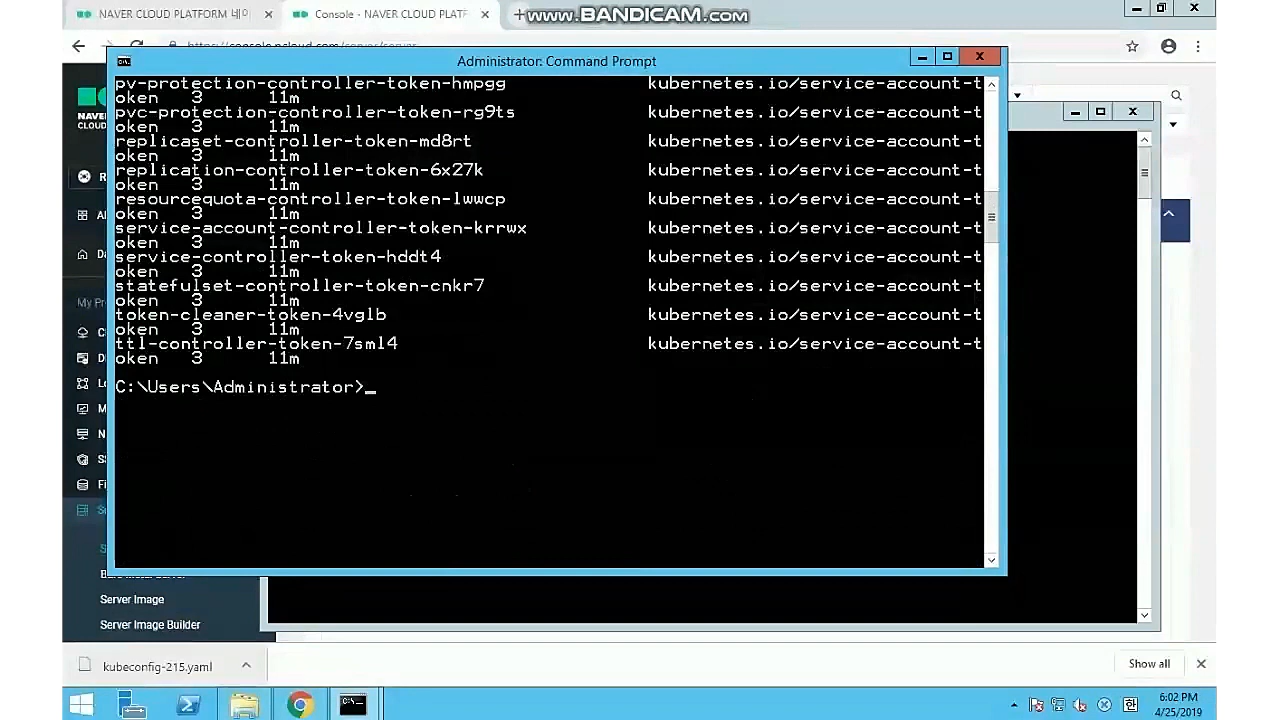 NAVER CLOUD PLATFORM 네이
Console - NAVER CLOUD PLATF
www.BANDICAM.com
Administrator: Command Prompt
pv-protection-controller-token-hmpgg kubernetes.io/service-account-t
oken 3 11m
pvc-protection-controller-token-rg9ts kubernetes.io/service-account-t
oken 3 11m
replicaset-controller-token-md8rt kubernetes.io/service-account-t
oken 3 11m
replication-controller-token-6x27k kubernetes.io/service-account-t
oken 3 11m
resourcequota-controller-token-lwwcp kubernetes.io/service-account-t
oken 3 11m
service-account-controller-token-krrwx kubernetes.io/service-account-t
oken 3 11m
service-controller-token-hddt4 kubernetes.io/service-account-t
oken 3 11m
statefulset-controller-token-cnkr7 kubernetes.io/service-account-t
oken 3 11m
token-cleaner-token-4vglb kubernetes.io/service-account-t
oken 3 11m
ttl-controller-token-7sml4 kubernetes.io/service-account-t
oken 3 11m
C:\Users\Administrator>_
My Pr
Server Image
Server Image Builder
kubeconfig-215.yaml
Show all
한
6:02 PM
4/25/2019